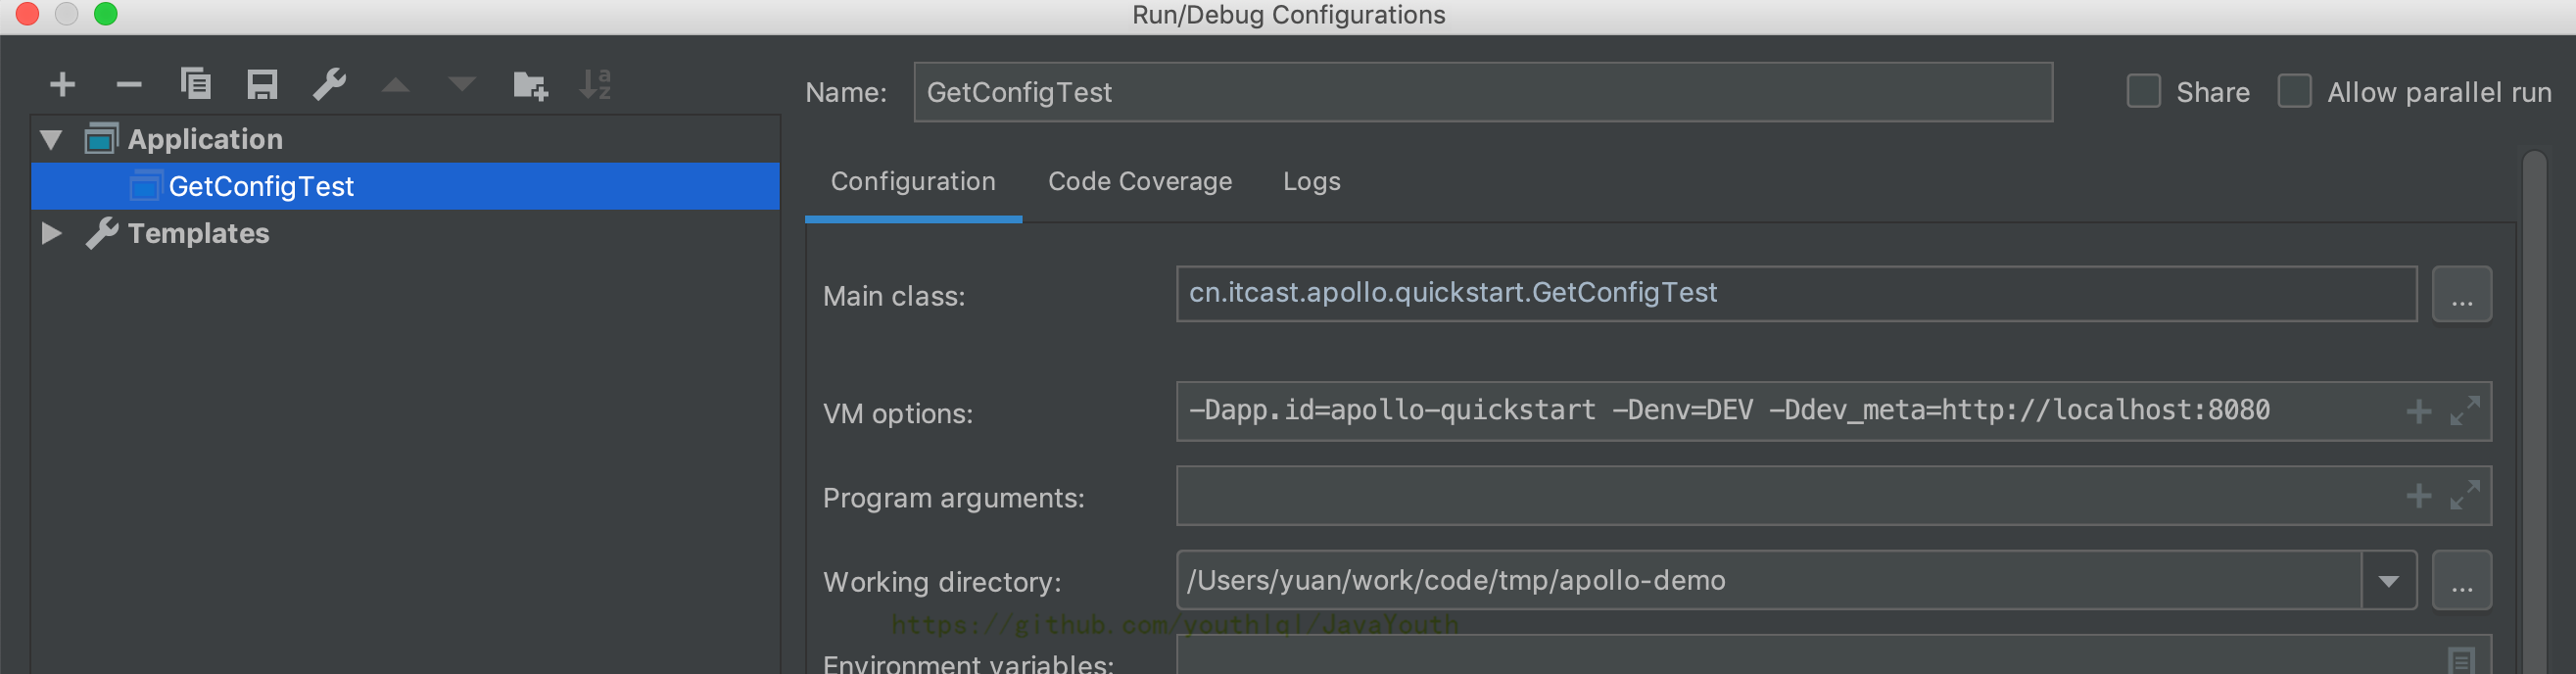 Run/Debug Configurations
Name: GetConfigTest Share Allow parallel run
Application
GetConfigTest
Templates
Configuration Code Coverage Logs
Main class: cn.itcast.apollo.quickstart.GetConfigTest ...
VM options: -Dapp.id=apollo-quickstart -Denv=DEV -Ddev_meta=http://localhost:8080
Program arguments:
Working directory: /Users/yuan/work/code/tmp/apollo-demo ...
https://github.com/youthlql/JavaYouth
Environment variables: